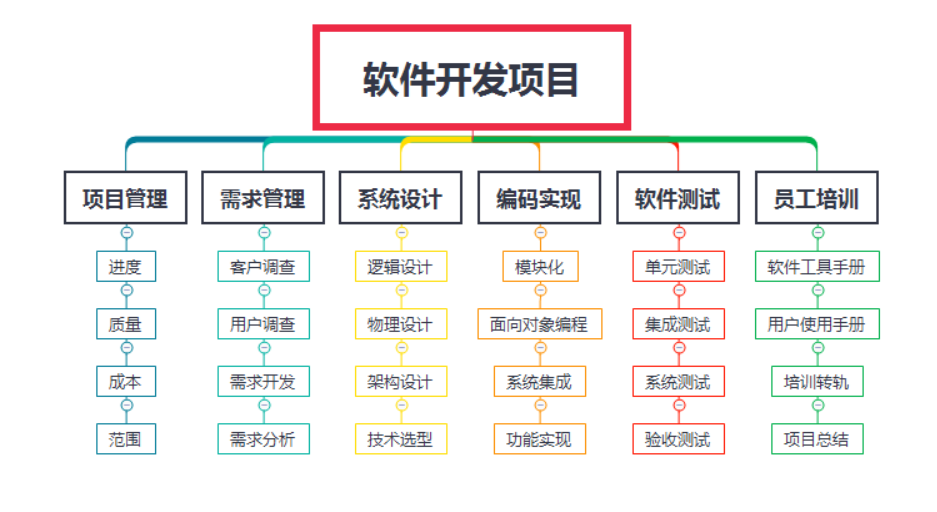 软件开发项目
项目管理
需求管理
系统设计
编码实现
软件测试
员工培训
进度
客户调查
逻辑设计
模块化
单元测试
软件工具手册
质量
用户调查
物理设计
面向对象编程
集成测试
用户使用手册
成本
需求开发
架构设计
系统集成
系统测试
培训转轨
范围
需求分析
技术选型
功能实现
验收测试
项目总结